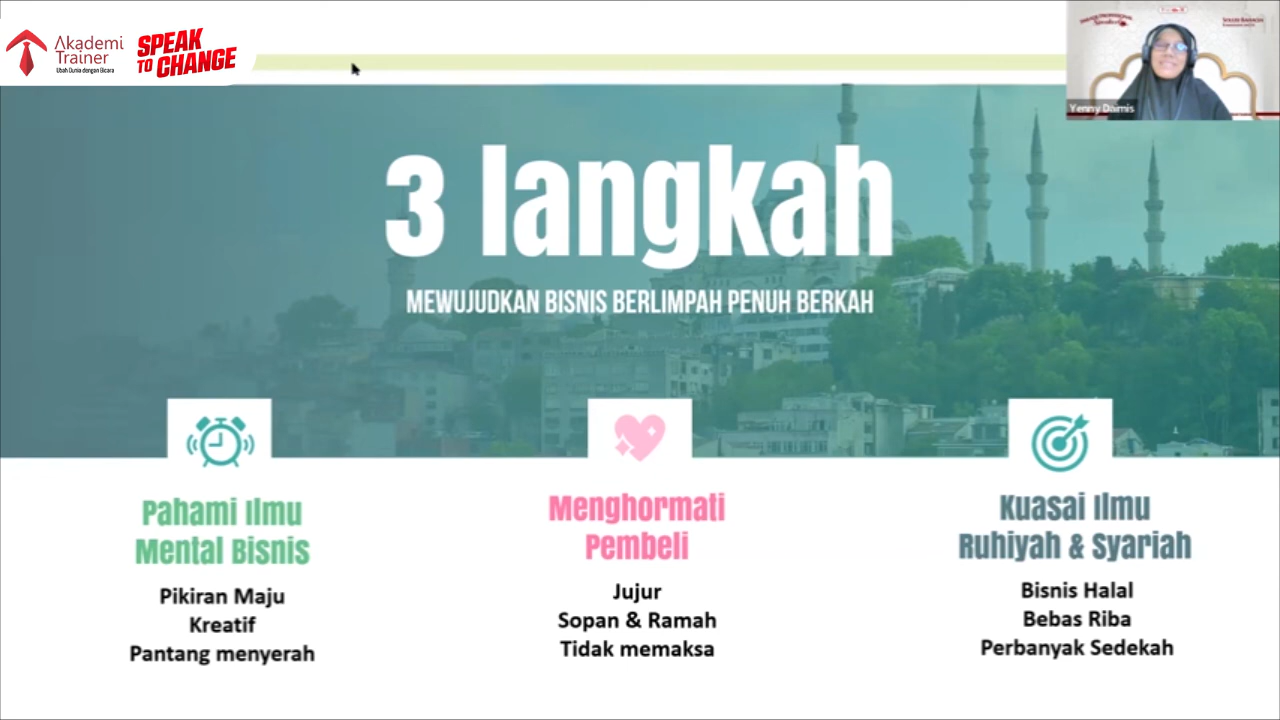 Akademi
Trainer
Ubah Dunia dengan Bicara
SPEAK
TO CHANGE
Yenny Daimis
3 langkah
MEWUJUDKAN BISNIS BERLIMPAH PENUH BERKAH
Pahami Ilmu
Mental Bisnis
Pikiran Maju
Kreatif
Pantang menyerah
Menghormati
Pembeli
Jujur
Sopan & Ramah
Tidak memaksa
Kuasai Ilmu
Ruhiyah & Syariah
Bisnis Halal
Bebas Riba
Perbanyak Sedekah